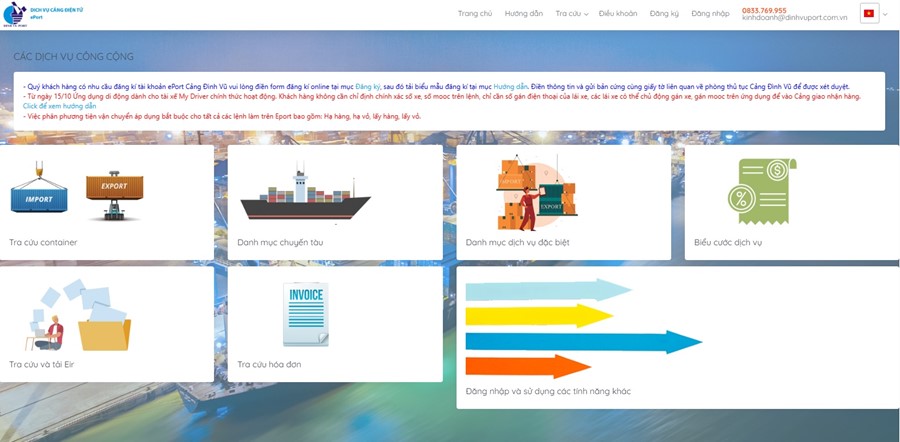 DỊCH VỤ CẢNG ĐIỆN TỬ
ePort
Trang chủ Hướng dẫn Tra cứu Điều khoản Đăng ký Đăng nhập
0833.769.955
kinhdoanh@dinhvuport.com.vn
CÁC DỊCH VỤ CÔNG CỘNG
- Quý khách hàng có nhu cầu đăng kí tài khoản ePort Cảng Đình Vũ vui lòng điền form đăng kí online tại mục Đăng ký, sau đó tải biểu mẫu đăng kí tại mục Hướng dẫn. Điền thông tin và gửi bản cứng cùng giấy tờ liên quan về phòng thủ tục Cảng Đình Vũ để được xét duyệt.
- Từ ngày 15/10 Ứng dụng di động dành cho tài xế My Driver chính thức hoạt động. Khách hàng không cần chỉ định chính xác số xe, số mooc trên lệnh, chỉ cần số gán điện thoại của lái xe, các lái xe có thể chủ động gán xe, gán mooc trên ứng dụng để vào Cảng giao nhận hàng.
Click để xem hướng dẫn
- Việc phân phương tiện vận chuyển áp dụng bắt buộc cho tất cả các lệnh làm trên Eport bao gồm: Hạ hàng, hạ vỏ, lấy hàng, lấy vỏ.
IMPORT
EXPORT
Tra cứu container
Danh mục chuyến tàu
EXPORT
Danh mục dịch vụ đặc biệt
Biểu cước dịch vụ
Tra cứu và tải Eir
INVOICE
Tra cứu hóa đơn
Đăng nhập và sử dụng các tính năng khác